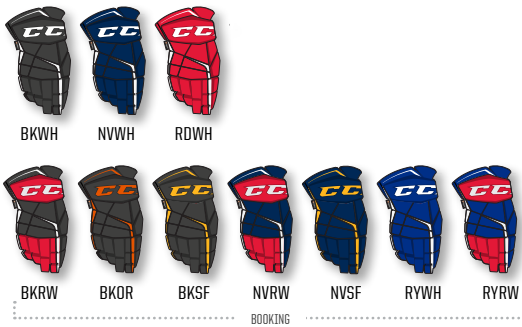 CC CC CC
BKWH NVWH RDWH
CC CC CC CC CC CC CC
BKRW BKOR BKSF NVRW NVSF RYWH RYRW
BOOKING